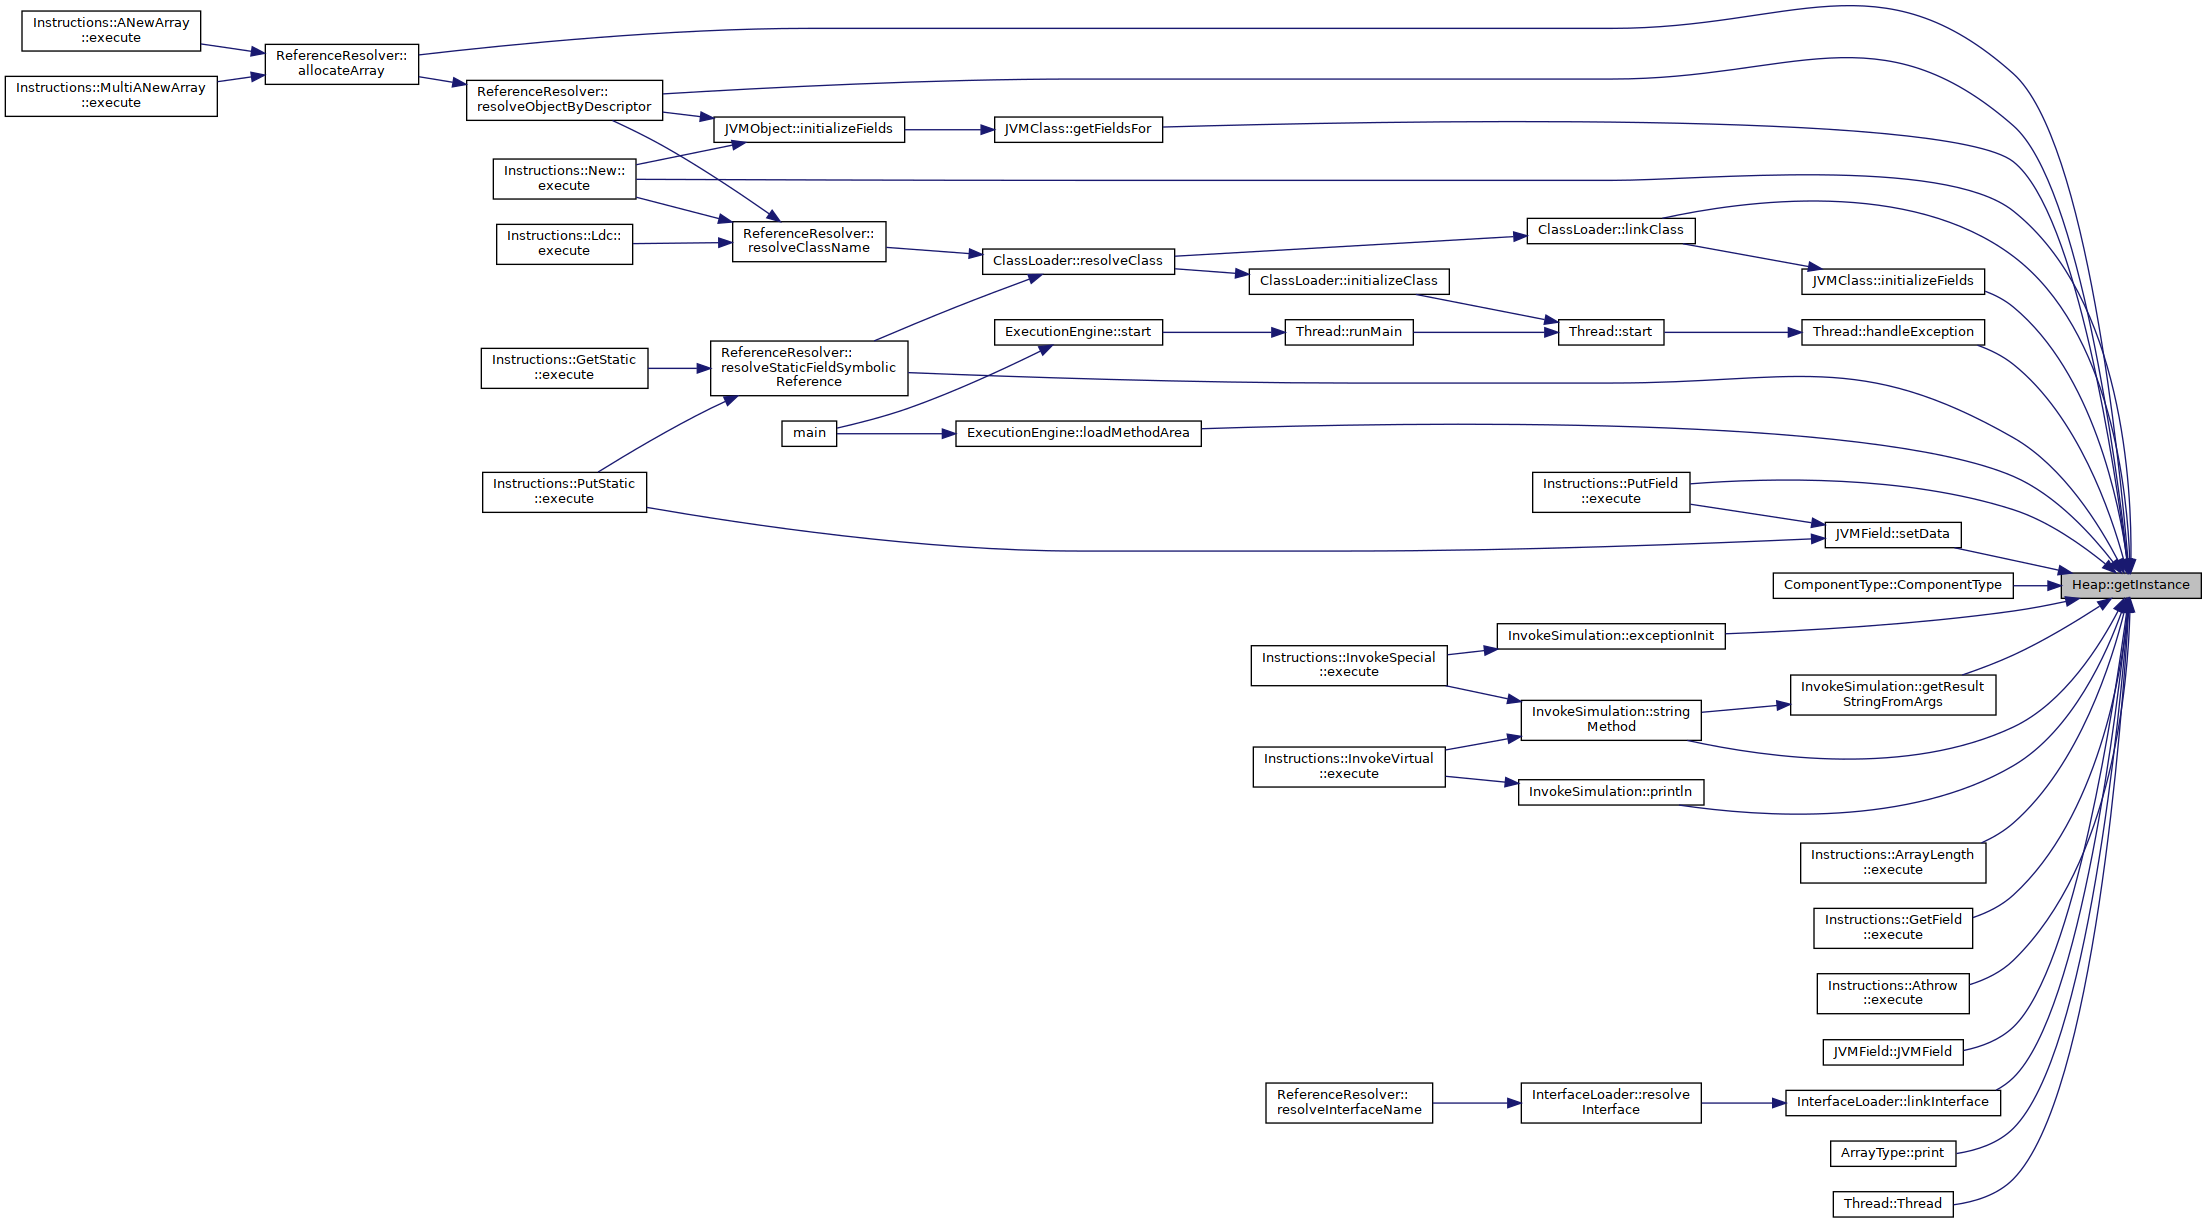 Instructions::ANewArray
::execute
Instructions::MultiANewArray
::execute
ReferenceResolver::
allocateArray
ReferenceResolver::
resolveObjectByDescriptor
JVMObject::initializeFields
JVMClass::getFieldsFor
Instructions::New::
execute
Instructions::Ldc::
execute
ReferenceResolver::
resolveClassName
ClassLoader::resolveClass
ClassLoader::linkClass
ClassLoader::initializeClass
JVMClass::initializeFields
ExecutionEngine::start
Thread::runMain
Thread::start
Thread::handleException
Instructions::GetStatic
::execute
ReferenceResolver::
resolveStaticFieldSymbolic
Reference
main
ExecutionEngine::loadMethodArea
Instructions::PutStatic
::execute
Instructions::PutField
::execute
JVMField::setData
ComponentType::ComponentType
Heap::getInstance
InvokeSimulation::exceptionInit
Instructions::InvokeSpecial
::execute
InvokeSimulation::getResult
StringFromArgs
InvokeSimulation::string
Method
Instructions::InvokeVirtual
::execute
InvokeSimulation::println
Instructions::ArrayLength
::execute
Instructions::GetField
::execute
Instructions::Athrow
::execute
JVMField::JVMField
ReferenceResolver::
resolveInterfaceName
InterfaceLoader::resolve
Interface
InterfaceLoader::linkInterface
ArrayType::print
Thread::Thread